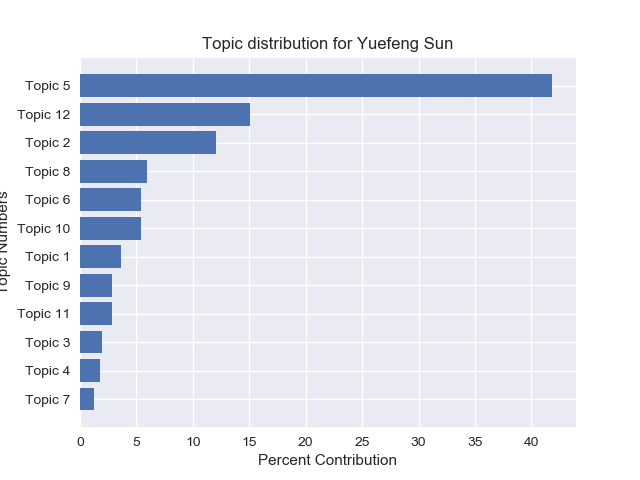 Topic distribution for Yuefeng Sun
Topic Numbers
Topic 5
Topic 12
Topic 2
Topic 8
Topic 6
Topic 10
Topic 1
Topic 9
Topic 11
Topic 3
Topic 4
Topic 7
0 5 10 15 20 25 30 35 40
Percent Contribution